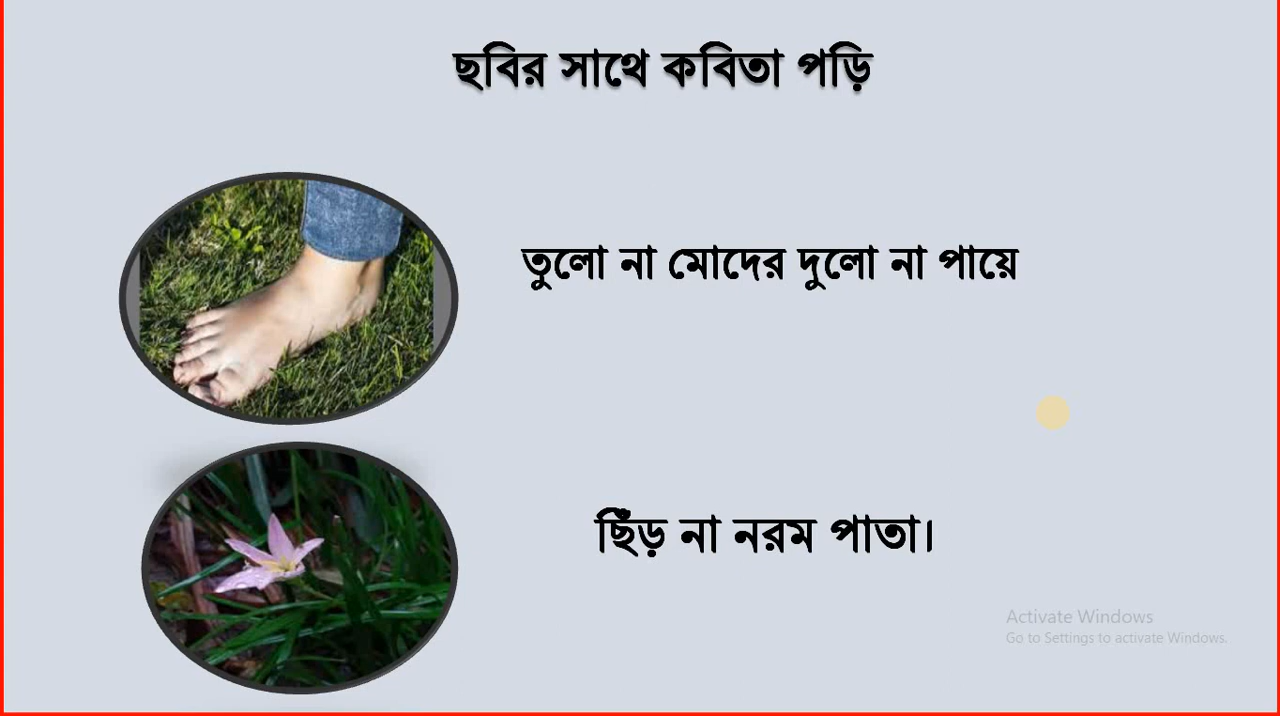 ছবির সাথে কবিতা পড়ি
তুলো না মোদের দুলো না পায়ে
ছিঁড় না নরম পাতা।
Activate Windows
Go to Settings to activate Windows.